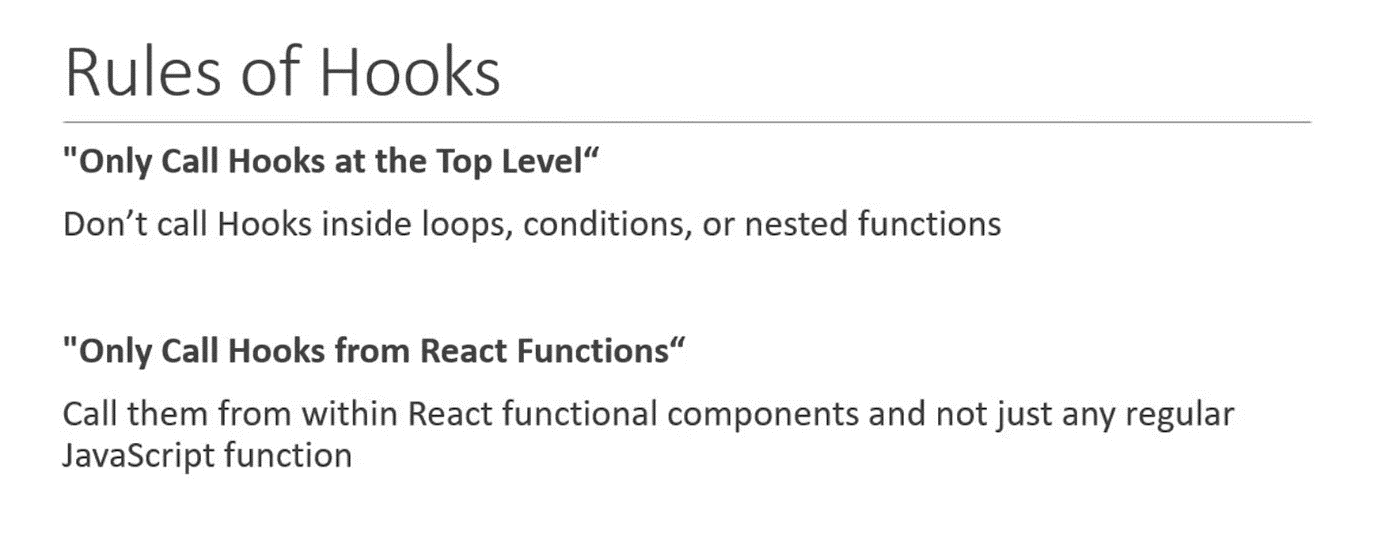 Rules of Hooks
"Only Call Hooks at the Top Level“
Don’t call Hooks inside loops, conditions, or nested functions
"Only Call Hooks from React Functions“
Call them from within React functional components and not just any regular
JavaScript function